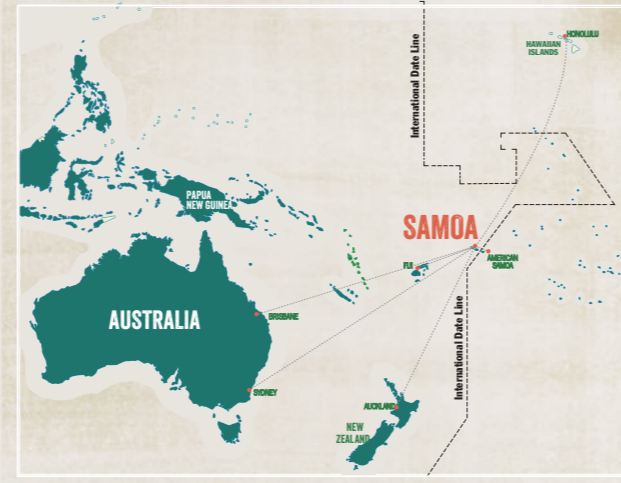 International Date Line
HONOLULU
HAWAIIAN
ISLANDS
PAPUA
NEW GUINEA
SAMOA
FIJI
AMERICAN
SAMOA
AUSTRALIA
BRISBANE
International Date Line
SYDNEY
AUCKLAND
NEW
ZEALAND